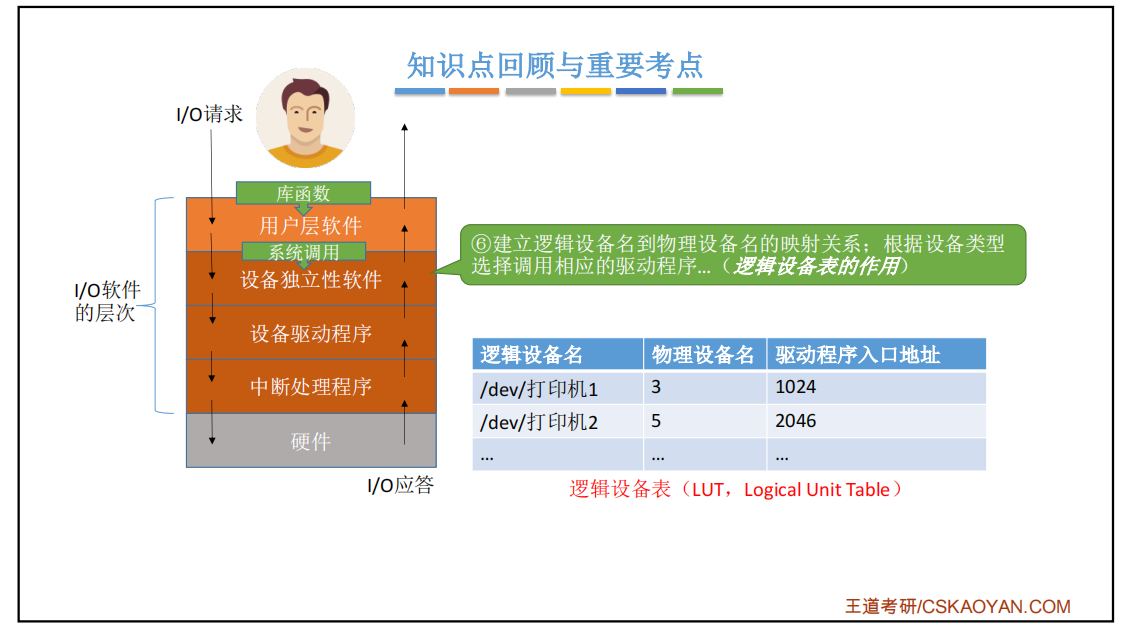 知识点回顾与重要考点
I/O请求
库函数
用户层软件
系统调用
设备独立性软件
设备驱动程序
中断处理程序
硬件
I/O应答
I/O软件
的层次
⑥建立逻辑设备名到物理设备名的映射关系；根据设备类型
选择调用相应的驱动程序...（逻辑设备表的作用）
逻辑设备名 物理设备名 驱动程序入口地址
/dev/打印机1 3 1024
/dev/打印机2 5 2046
... ... ...
逻辑设备表（LUT，Logical Unit Table）
王道考研/CSKAOYAN.COM